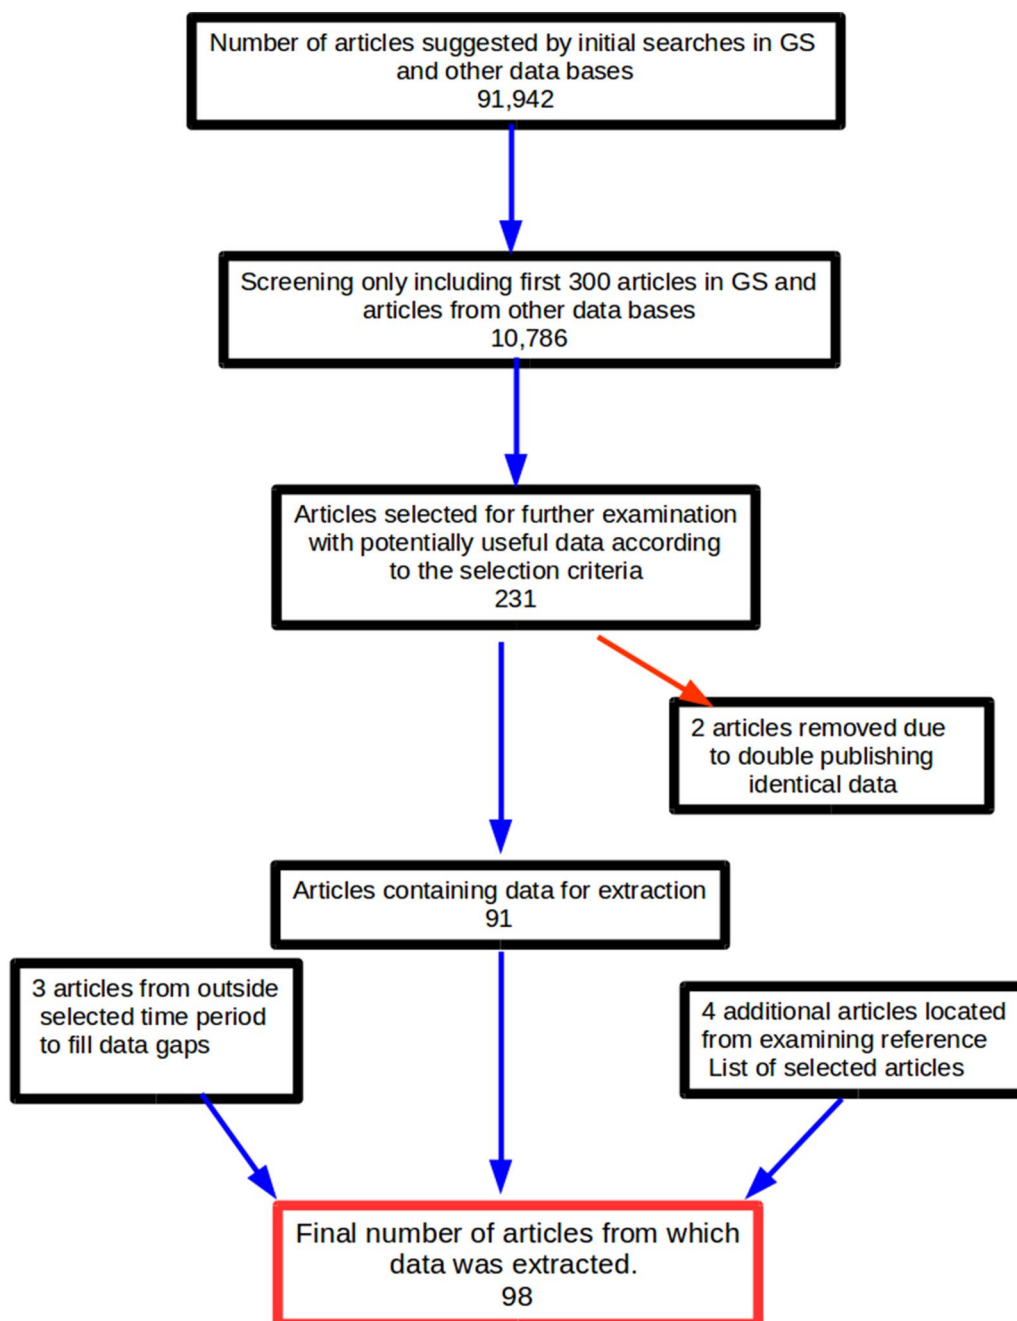 Number of articles suggested by initial searches in GS
and other data bases
91,942
Screening only including first 300 articles in GS and
articles from other data bases
10,786
Articles selected for further examination
with potentially useful data according
to the selection criteria
231
2 articles removed due
to double publishing
identical data
Articles containing data for extraction
91
3 articles from outside
selected time period
to fill data gaps
4 additional articles located
from examining reference
List of selected articles
Final number of articles from which
data was extracted.
98